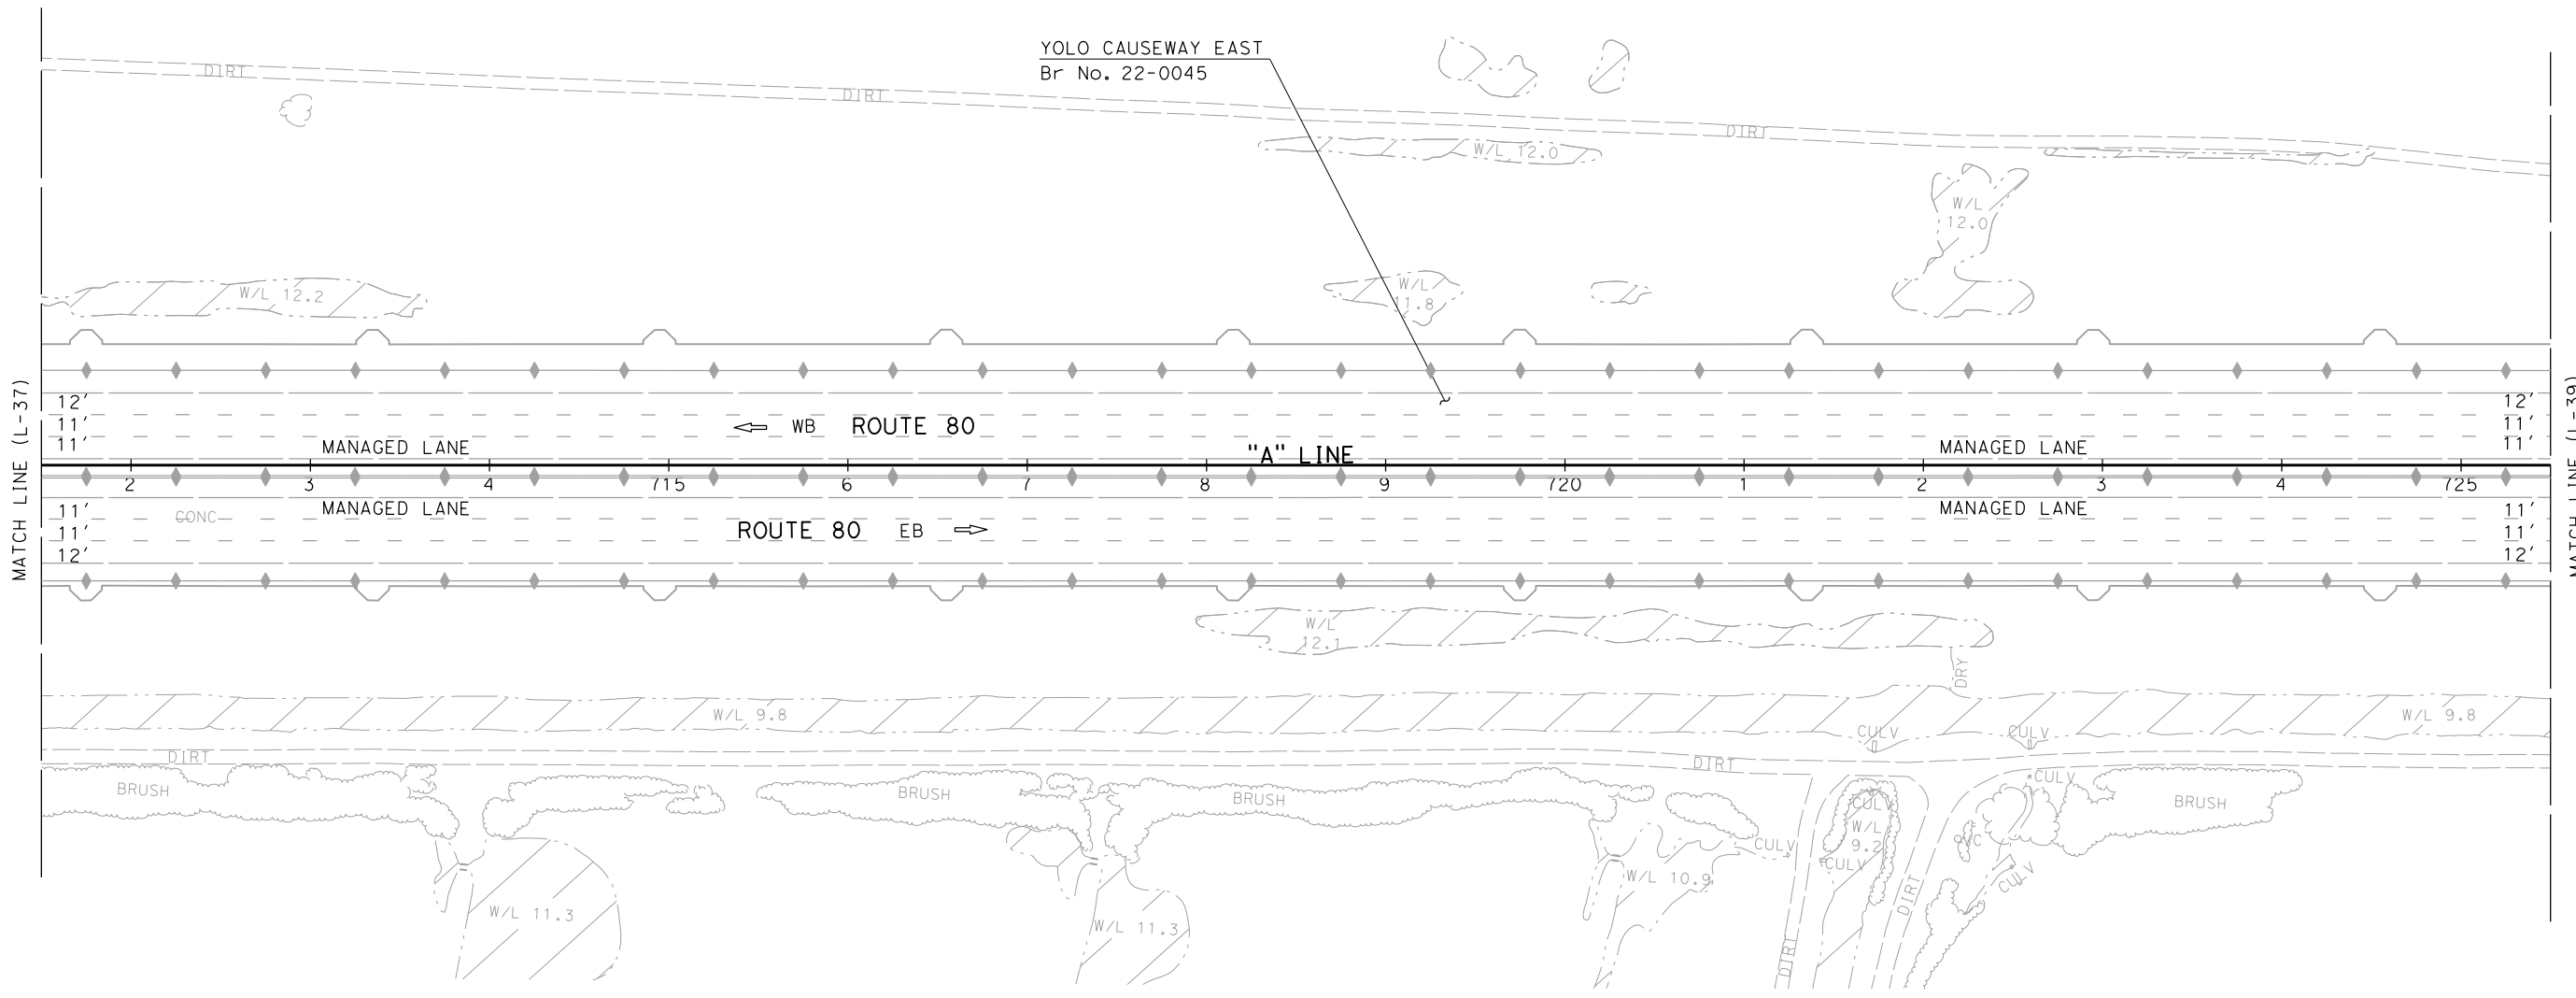 YOLO CAUSEWAY EAST
Br No. 22-0045
DIRT
DIRT
DIRT
W/L 12.0
W/L
12.0
W/L 12.2
W/L
11.8
MATCH LINE (L-37)
MATCH LINE (L-39)
12'
11'
11'
12'
11'
11'
WB ROUTE 80
MANAGED LANE
"A" LINE
MANAGED LANE
2 3 4 715 6 7 8 9 720 1 2 3 4 725
MANAGED LANE
MANAGED LANE
11'
11'
12'
CONC
ROUTE 80 EB
11'
11'
12'
W/L
12.1
DRY
W/L 9.8
W/L 9.8
CULV
CULV
DIRT
DIRT
BRUSH
BRUSH
BRUSH
CULV
BRUSH
CULV
W/L
9.2
CULV
CULV
CULV
W/L 10.9
W/L 11.3
W/L 11.3
DIRT
DIRT